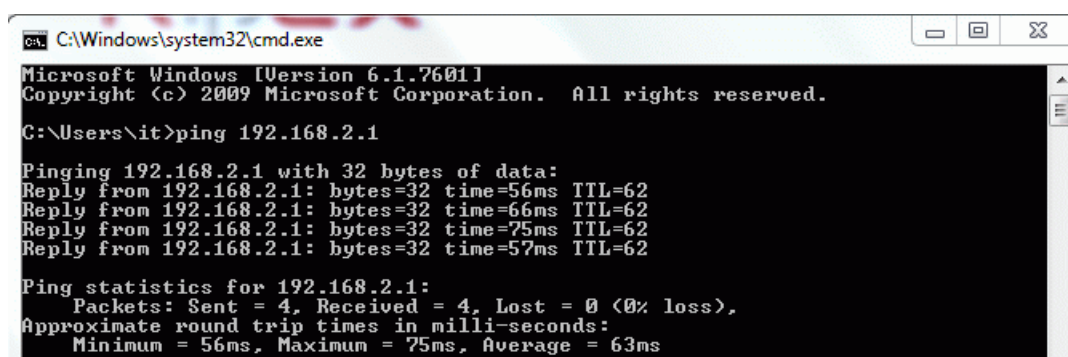 C:\Windows\system32\cmd.exe
Microsoft Windows [Version 6.1.7601]
Copyright (c) 2009 Microsoft Corporation.  All rights reserved.
C:\Users\it>ping 192.168.2.1
Pinging 192.168.2.1 with 32 bytes of data:
Reply from 192.168.2.1: bytes=32 time=56ms TTL=62
Reply from 192.168.2.1: bytes=32 time=66ms TTL=62
Reply from 192.168.2.1: bytes=32 time=75ms TTL=62
Reply from 192.168.2.1: bytes=32 time=57ms TTL=62
Ping statistics for 192.168.2.1:
    Packets: Sent = 4, Received = 4, Lost = 0 (0% loss),
Approximate round trip times in milli-seconds:
    Minimum = 56ms, Maximum = 75ms, Average = 63ms